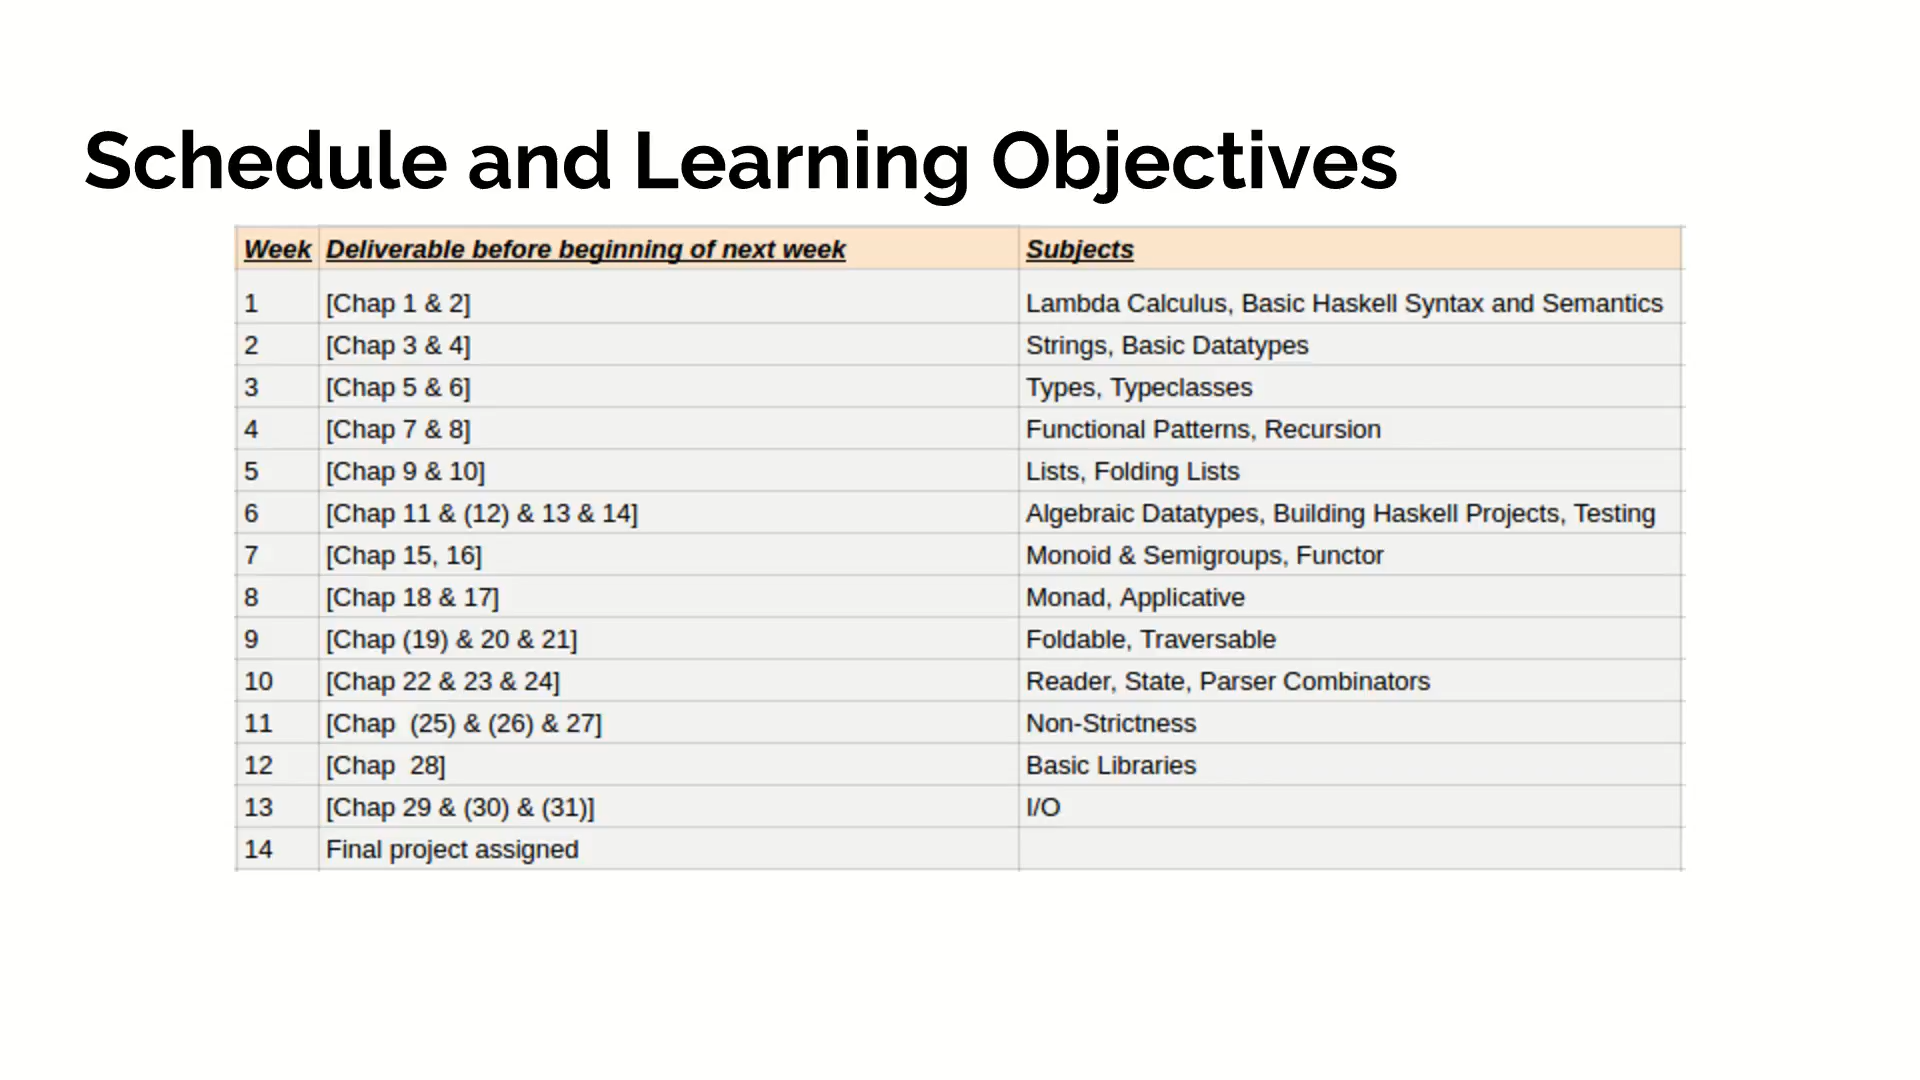 Schedule and Learning Objectives
Week Deliverable before beginning of next week Subjects
1 [Chap 1 & 2] Lambda Calculus, Basic Haskell Syntax and Semantics
2 [Chap 3 & 4] Strings, Basic Datatypes
3 [Chap 5 & 6] Types, Typeclasses
4 [Chap 7 & 8] Functional Patterns, Recursion
5 [Chap 9 & 10] Lists, Folding Lists
6 [Chap 11 & (12) & 13 & 14] Algebraic Datatypes, Building Haskell Projects, Testing
7 [Chap 15, 16] Monoid & Semigroups, Functor
8 [Chap 18 & 17] Monad, Applicative
9 [Chap (19) & 20 & 21] Foldable, Traversable
10 [Chap 22 & 23 & 24] Reader, State, Parser Combinators
11 [Chap  (25) & (26) & 27] Non-Strictness
12 [Chap  28] Basic Libraries
13 [Chap 29 & (30) & (31)] I/O
14 Final project assigned